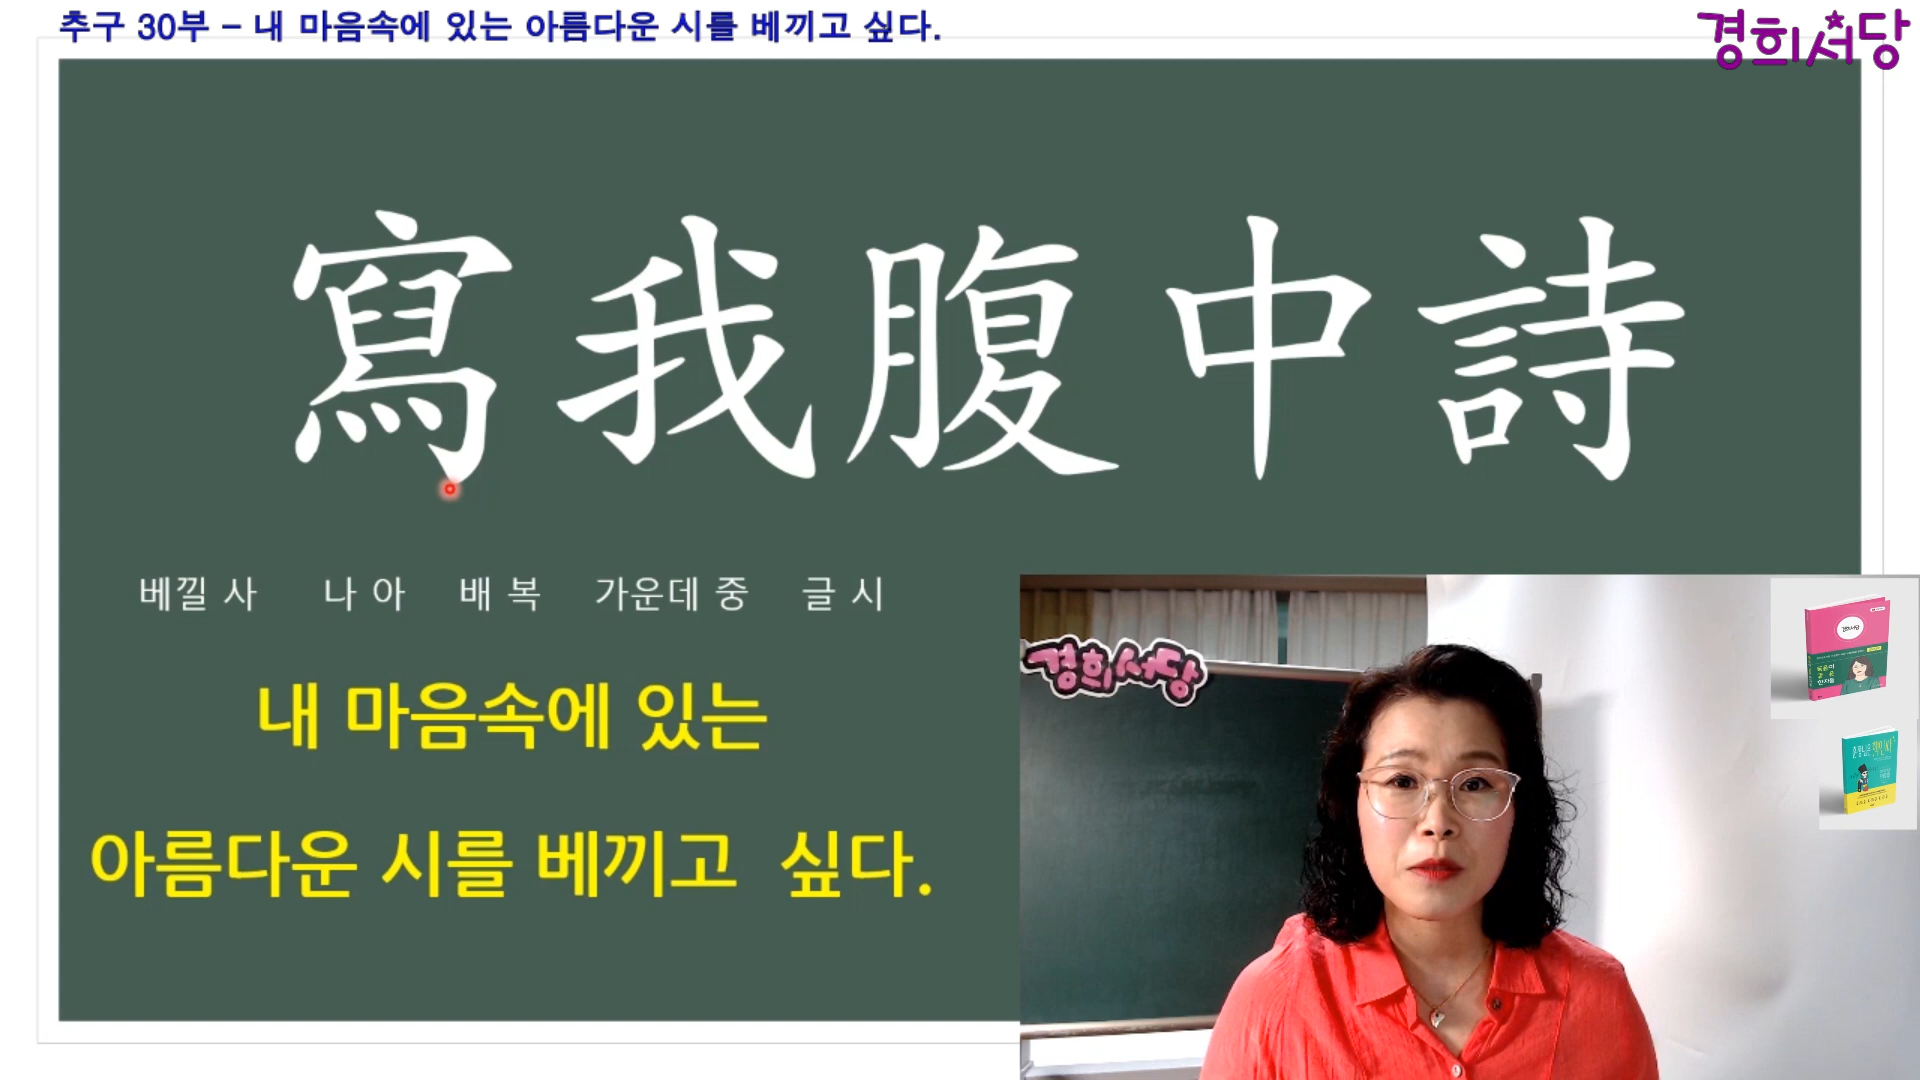 추구 30부 - 내 마음속에 있는 아름다운 시를 베끼고 싶다.
경희서당
寫我腹中詩
베낄 사 나 아 배 복 가운데 중 글 시
내 마음속에 있는
아름다운 시를 베끼고 싶다.
경희서당